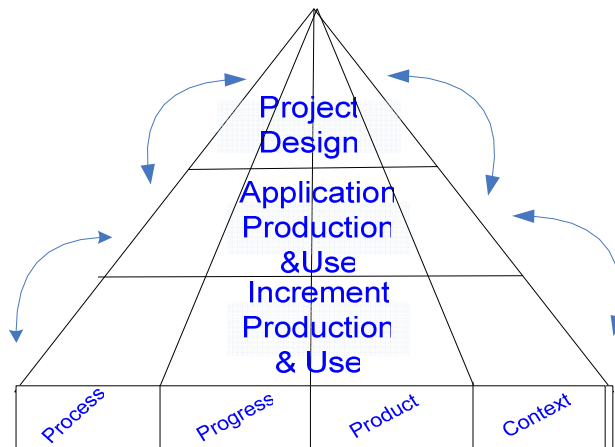 Project
Design
Application
Production
&Use
Increment
Production
& Use
Process
Progress
Product
Context